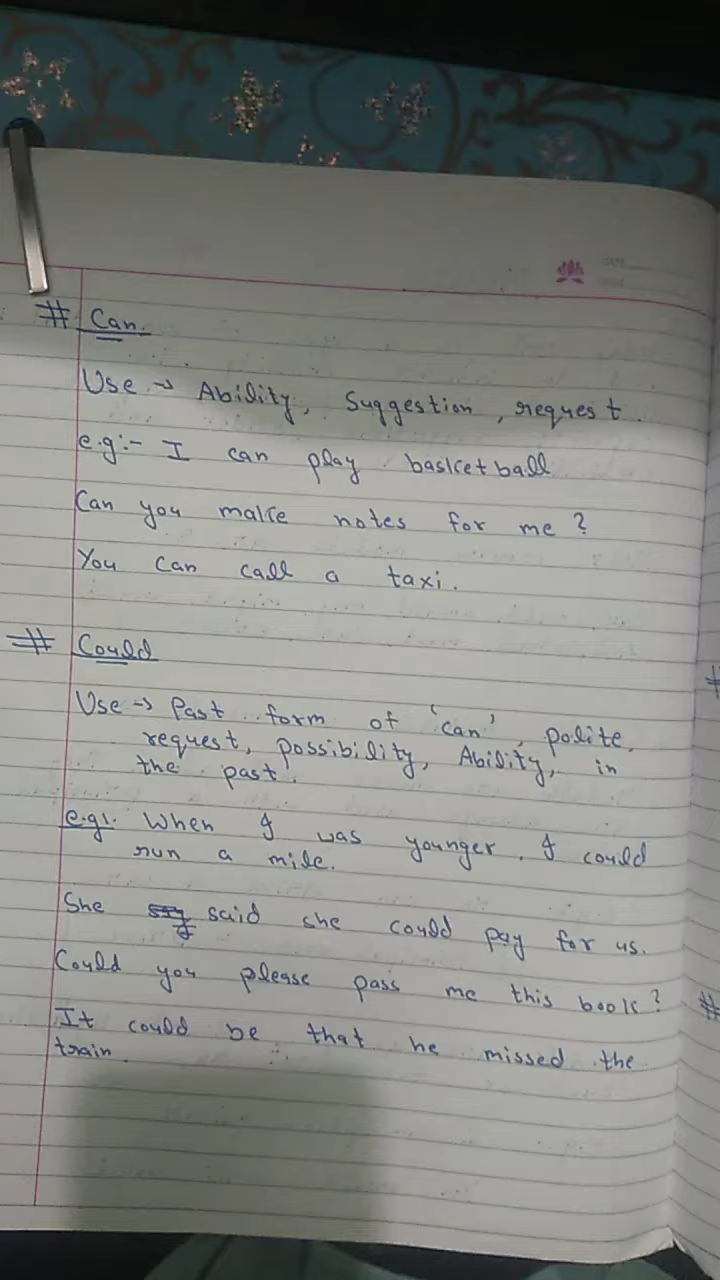 # Can.
Use → Ability, Suggestion, request.
e.g:- I can play basketball
Can you make notes for me?
You can call a taxi.
# Could
Use → Past form of 'can', polite,
request, possibility, Ability, in
the past.
e.g:. When I was younger, I could
run a mile.
She said she could pay for us.
Could you please pass me this book?
It could be that he missed the
train.